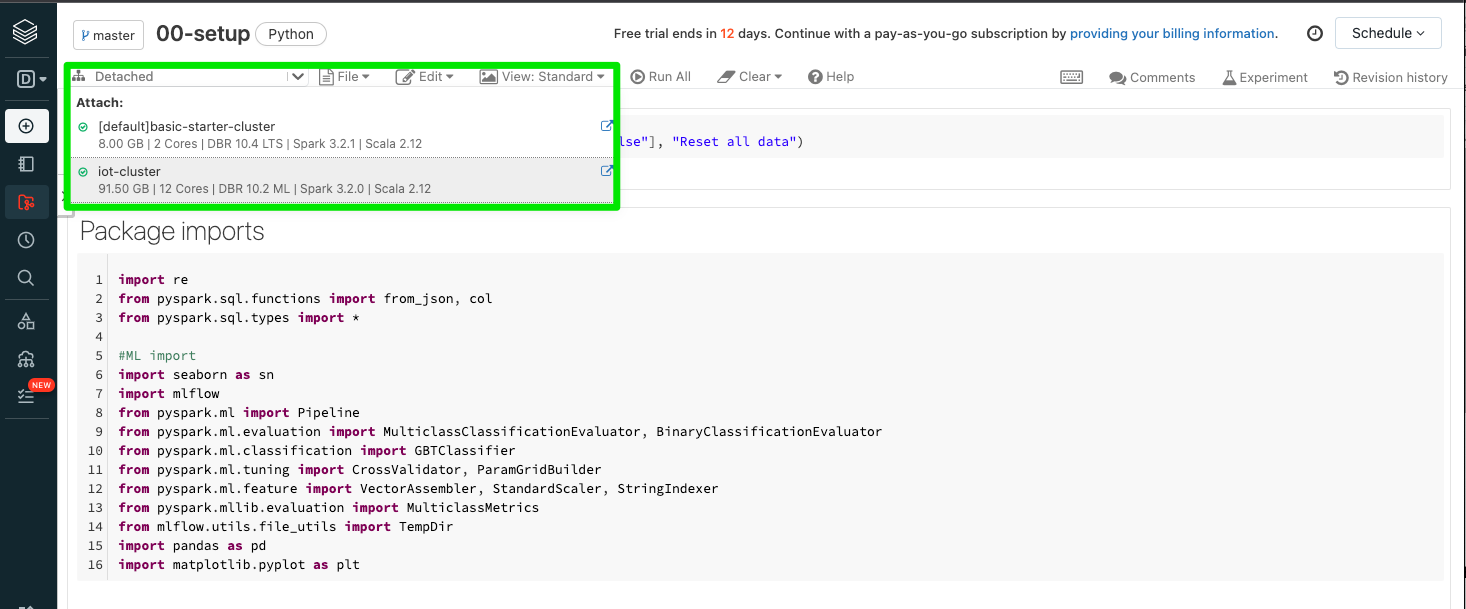 master 00-setup Python Free trial ends in 12 days. Continue with a pay-as-you-go subscription by providing your billing information. Schedule
D Detached File Edit View: Standard Run All Clear Help Comments Experiment Revision history
Attach:
[default]basic-starter-cluster
8.00 GB | 2 Cores | DBR 10.4 LTS | Spark 3.2.1 | Scala 2.12
lse"], "Reset all data")
iot-cluster
91.50 GB | 12 Cores | DBR 10.2 ML | Spark 3.2.0 | Scala 2.12
Package imports
1 import re
2 from pyspark.sql.functions import from_json, col
3 from pyspark.sql.types import *
4
5 #ML import
6 import seaborn as sn
7 import mlflow
8 from pyspark.ml import Pipeline
9 from pyspark.ml.evaluation import MulticlassClassificationEvaluator, BinaryClassificationEvaluator
10 from pyspark.ml.classification import GBTClassifier
11 from pyspark.ml.tuning import CrossValidator, ParamGridBuilder
12 from pyspark.ml.feature import VectorAssembler, StandardScaler, StringIndexer
13 from pyspark.mllib.evaluation import MulticlassMetrics
14 from mlflow.utils.file_utils import TempDir
15 import pandas as pd
16 import matplotlib.pyplot as plt
NEW